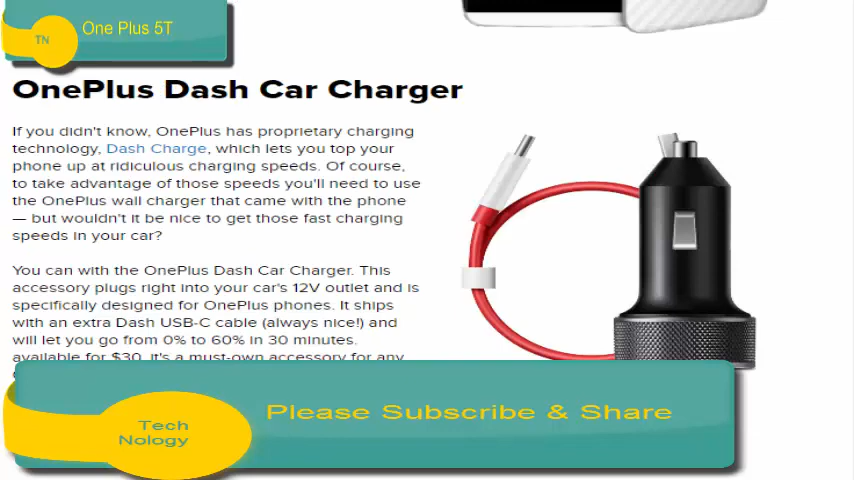 One Plus 5T
TN
OnePlus Dash Car Charger
If you didn't know, OnePlus has proprietary charging
technology, Dash Charge, which lets you top your
phone up at ridiculous charging speeds. Of course,
to take advantage of those speeds you'll need to use
the OnePlus wall charger that came with the phone
— but wouldn't it be nice to get those fast charging
speeds in your car?
You can with the OnePlus Dash Car Charger. This
accessory plugs right into your car's 12V outlet and is
specifically designed for OnePlus phones. It ships
with an extra Dash USB-C cable (always nice!) and
will let you go from 0% to 60% in 30 minutes.
available for $30, it's a must-own accessory for any
Please Subscribe & Share
Tech
Nology